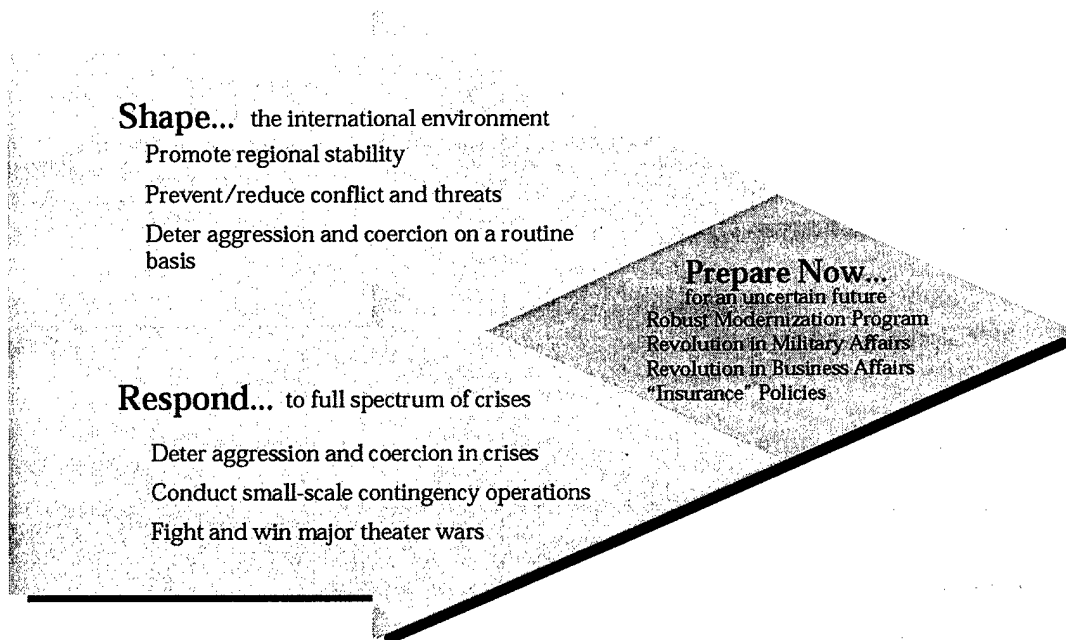 Shape... the international environment
Promote regional stability
Prevent/reduce conflict and threats
Deter aggression and coercion on a routine
basis
Prepare Now...
for an uncertain future
Robust Modernization Program
Revolution in Military Affairs
Revolution in Business Affairs
"Insurance" Policies
Respond... to full spectrum of crises
Deter aggression and coercion in crises
Conduct small-scale contingency operations
Fight and win major theater wars